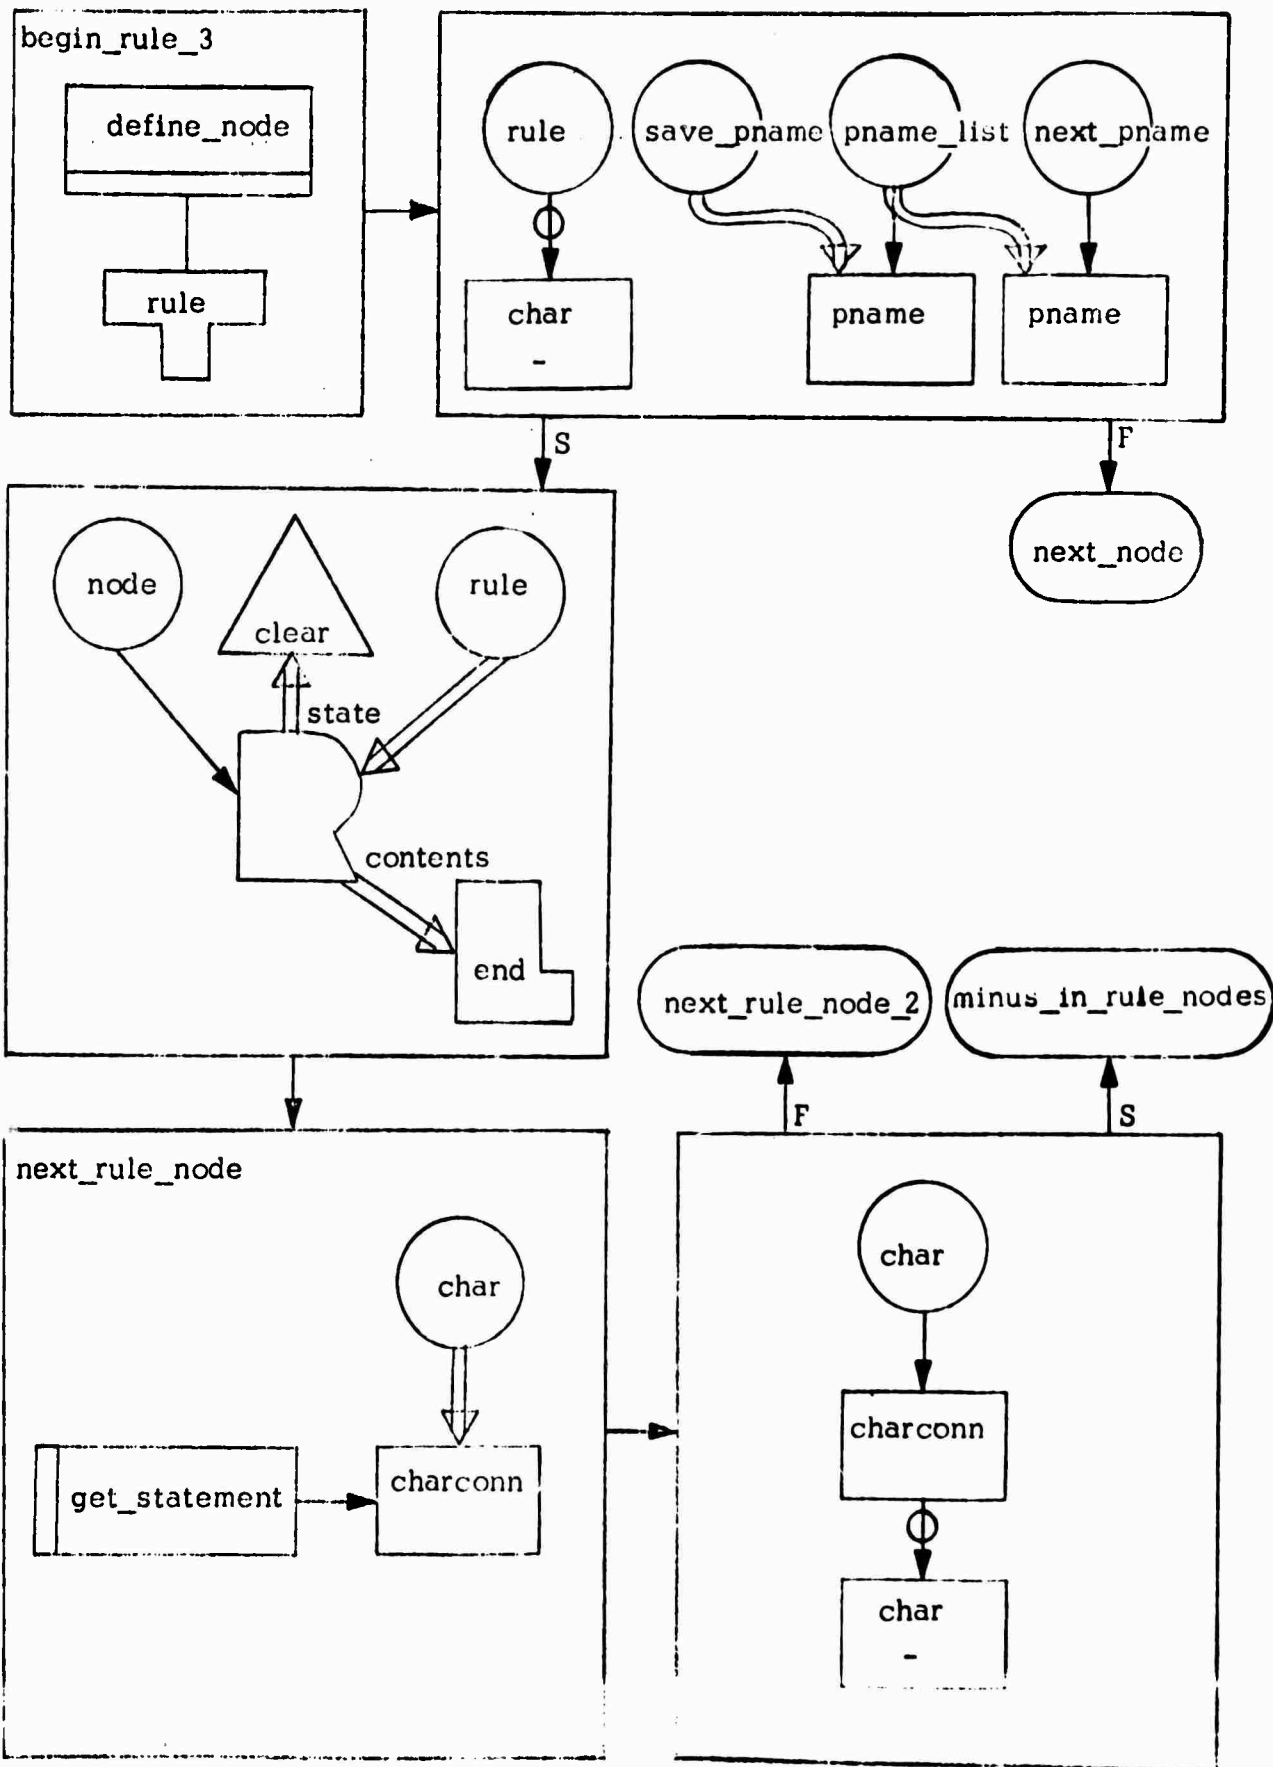 begin_rule_3
define_node
rule
rule
save_pname
pname_list
next_pname
char
-
pname
pname
S
F
next_node
node
clear
rule
state
contents
end
next_rule_node_2
minus_in_rule_nodes
F
S
next_rule_node
char
get_statement
charconn
char
charconn
char
-